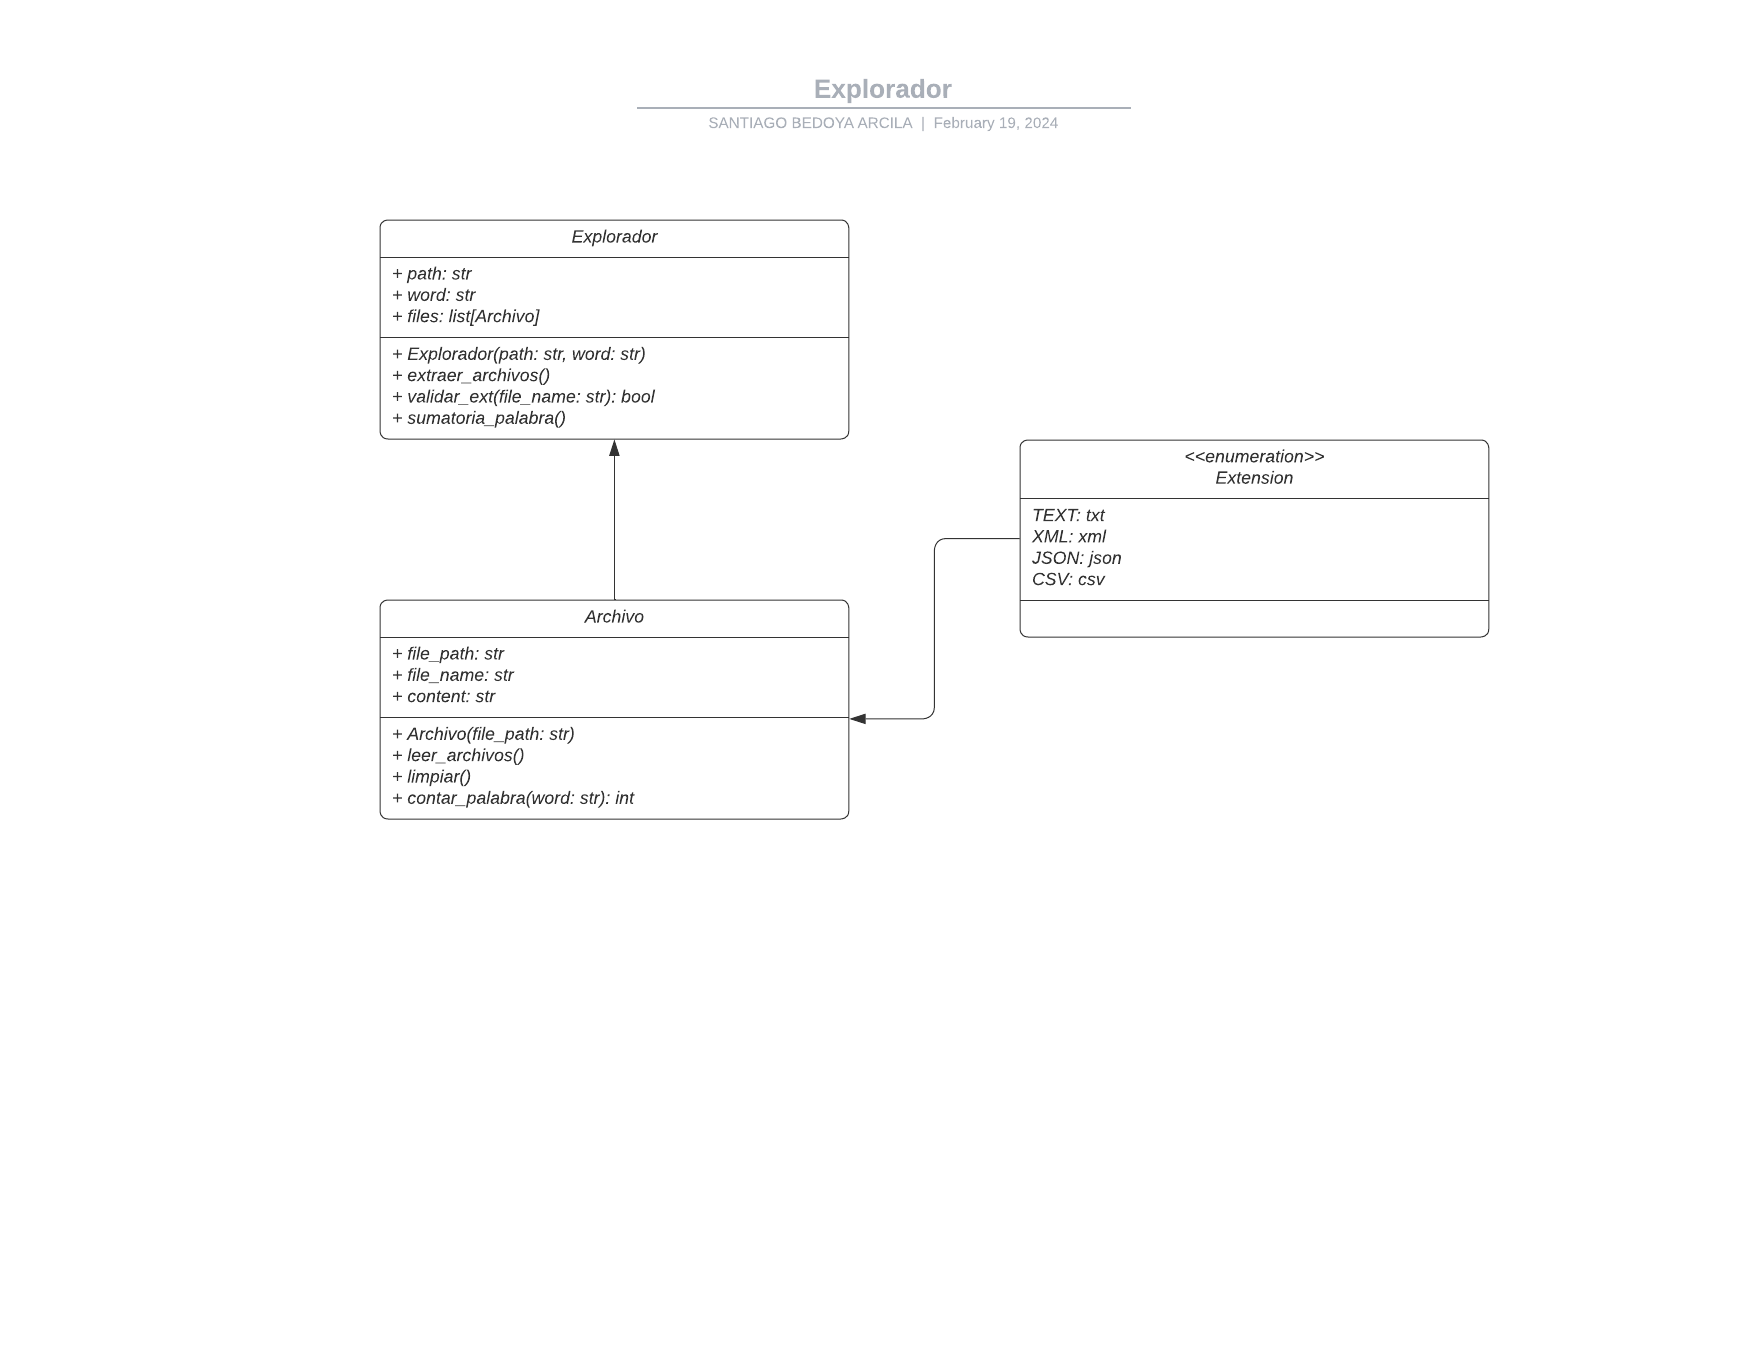 Explorador
SANTIAGO BEDOYA ARCILA | February 19, 2024
Explorador
+ path: str
+ word: str
+ files: list[Archivo]
+ Explorador(path: str, word: str)
+ extraer_archivos()
+ validar_ext(file_name: str): bool
+ sumatoria_palabra()
<<enumeration>>
Extension
TEXT: txt
XML: xml
JSON: json
CSV: csv
Archivo
+ file_path: str
+ file_name: str
+ content: str
+ Archivo(file_path: str)
+ leer_archivos()
+ limpiar()
+ contar_palabra(word: str): int